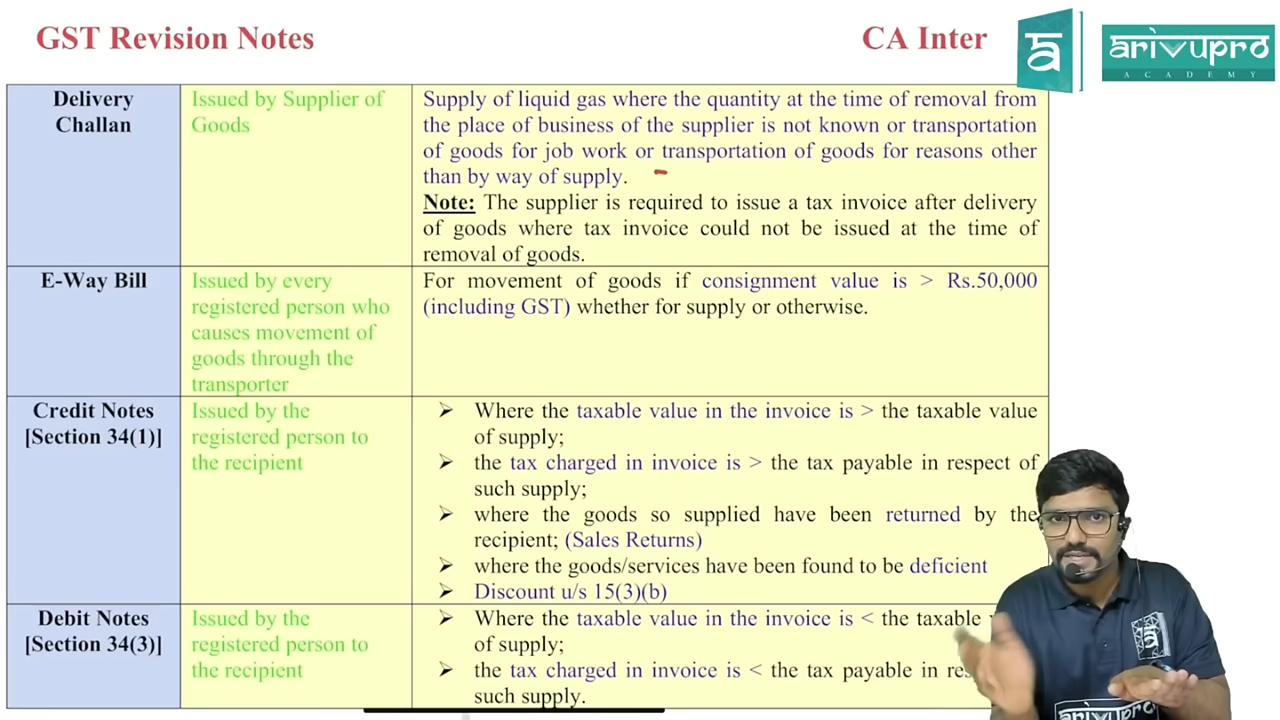 GST Revision Notes
CA Inter
arivupro
ACADEMY
Delivery
Challan
Issued by Supplier of
Goods
Supply of liquid gas where the quantity at the time of removal from
the place of business of the supplier is not known or transportation
of goods for job work or transportation of goods for reasons other
than by way of supply.
Note: The supplier is required to issue a tax invoice after delivery
of goods where tax invoice could not be issued at the time of
removal of goods.
E-Way Bill
Issued by every
registered person who
causes movement of
goods through the
transporter
For movement of goods if consignment value is > Rs.50,000
(including GST) whether for supply or otherwise.
Credit Notes
[Section 34(1)]
Issued by the
registered person to
the recipient
➢ Where the taxable value in the invoice is > the taxable value
of supply;
➢ the tax charged in invoice is > the tax payable in respect of
such supply;
➢ where the goods so supplied have been returned by the
recipient; (Sales Returns)
➢ where the goods/services have been found to be deficient
➢ Discount u/s 15(3)(b)
Debit Notes
[Section 34(3)]
Issued by the
registered person to
the recipient
➢ Where the taxable value in the invoice is < the taxable
of supply;
➢ the tax charged in invoice is < the tax payable in
such supply.
arivupro